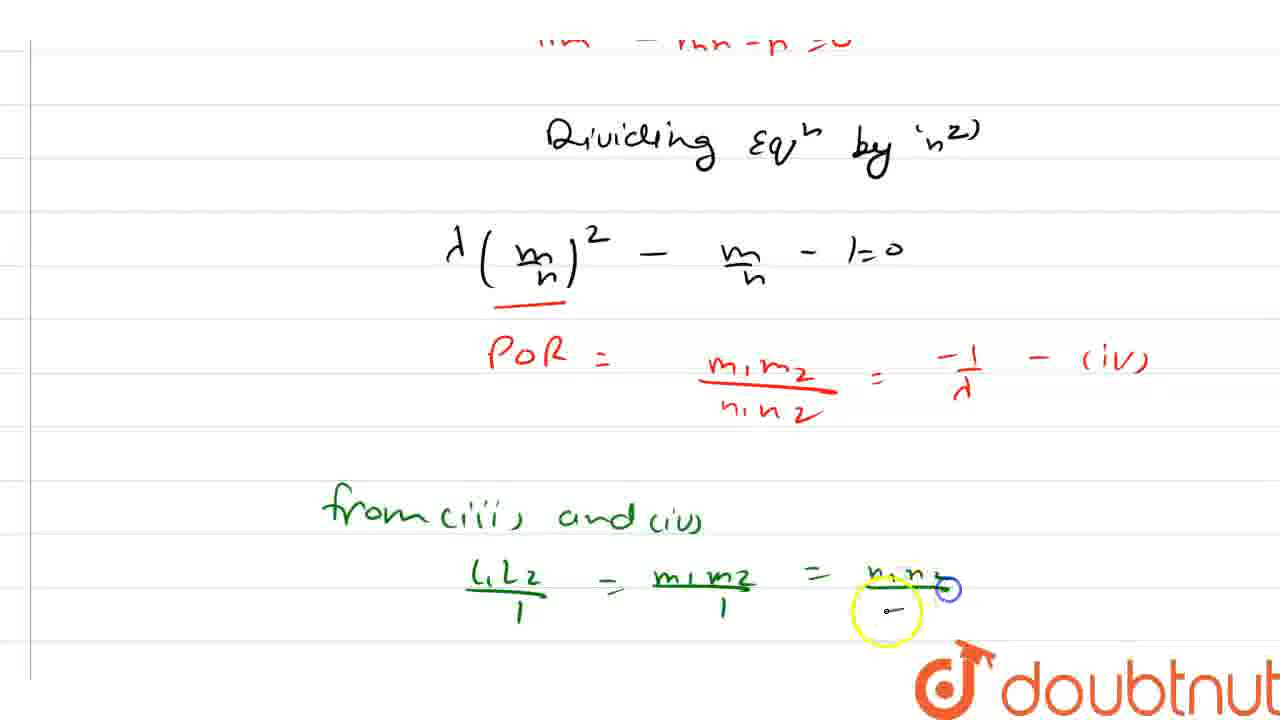 Dividing Eqⁿ by 'n²)
λ(m/n)² - m/n - 1=0
POR = m₁m₂/n₁n₂ = -1/λ - (iv)
from (iii) and (iv)
l₁l₂/1 = m₁m₂/1 = n₁n₂/-
doubtnut